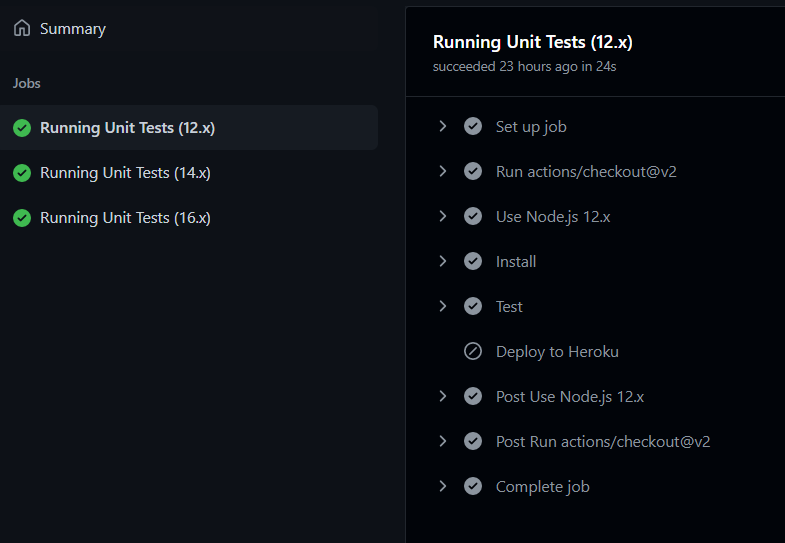 Summary
Jobs
Running Unit Tests (12.x)
Running Unit Tests (14.x)
Running Unit Tests (16.x)
Running Unit Tests (12.x)
succeeded 23 hours ago in 24s
Set up job
Run actions/checkout@v2
Use Node.js 12.x
Install
Test
Deploy to Heroku
Post Use Node.js 12.x
Post Run actions/checkout@v2
Complete job